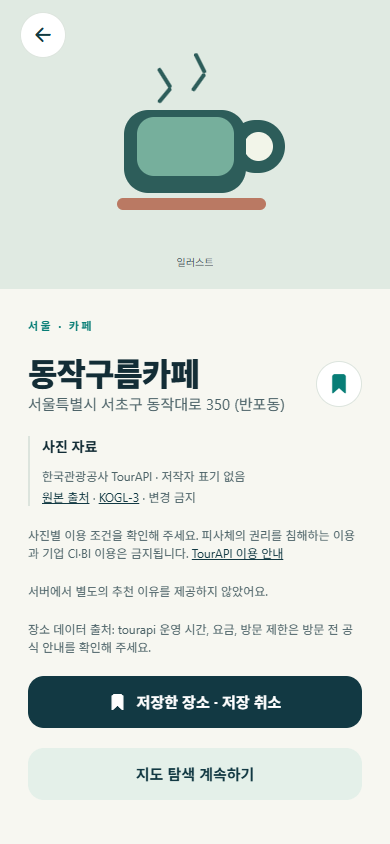 일러스트
서울 · 카페
동작구름카페
서울특별시 서초구 동작대로 350 (반포동)
사진 자료
한국관광공사 TourAPI · 저작자 표기 없음
원본 출처 · KOGL-3 · 변경 금지
사진별 이용 조건을 확인해 주세요. 피사체의 권리를 침해하는 이용
과 기업 CI·BI 이용은 금지됩니다. TourAPI 이용 안내
서버에서 별도의 추천 이유를 제공하지 않았어요.
장소 데이터 출처: tourapi 운영 시간, 요금, 방문 제한은 방문 전 공
식 안내를 확인해 주세요.
저장한 장소 · 저장 취소
지도 탐색 계속하기